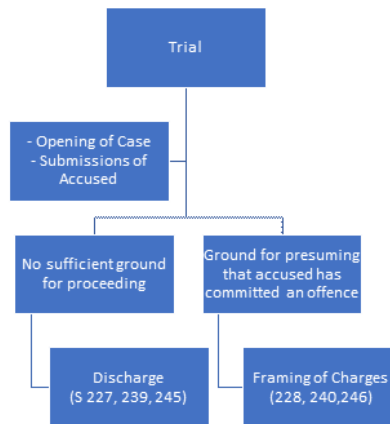 Trial
- Opening of Case
- Submissions of
Accused
No sufficient ground
for proceeding
Ground for presuming
that accused has
committed an offence
Discharge
(S 227, 239, 245)
Framing of Charges
(228, 240,246)